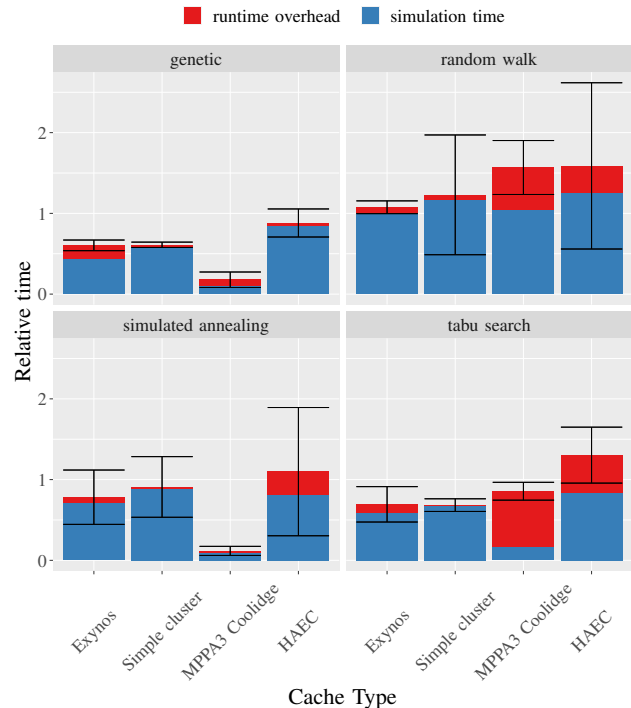 runtime overhead simulation time
genetic random walk
2
1
0
simulated annealing tabu search
2
1
0
Relative time
Exynos Simple cluster MPPA3 Coolidge HAEC Exynos Simple cluster MPPA3 Coolidge HAEC
Cache Type